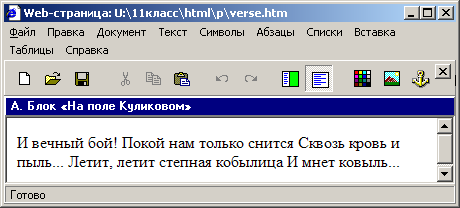 Web-страница: U:\11класс\html\p\verse.htm
Файл Правка Документ Текст Символы Абзацы Списки Вставка
Таблицы Справка
А. Блок «На поле Куликовом»
И вечный бой! Покой нам только снится Сквозь кровь и
пыль... Летит, летит степная кобылица И мнет ковыль...
Готово